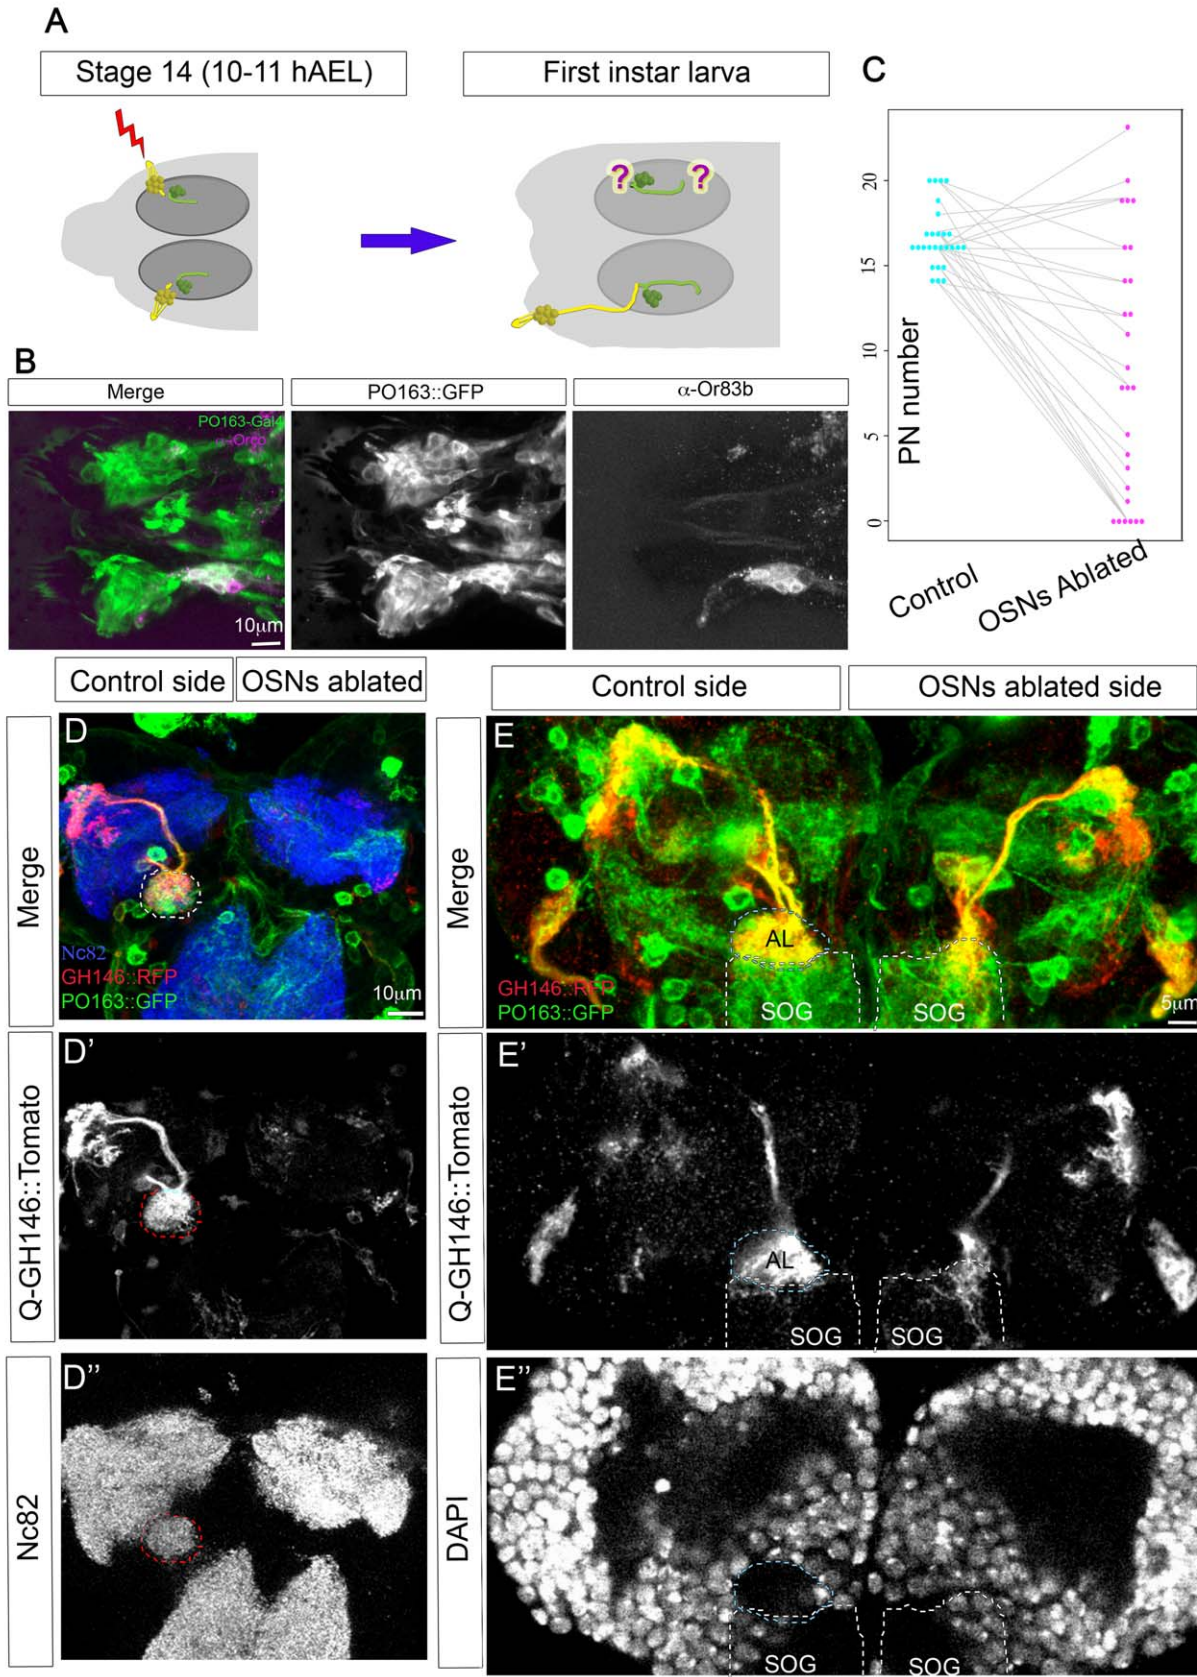 A
Stage 14 (10-11 hAEL)
First instar larva
? ?
B
Merge
PO163::GFP
α-Or83b
PO163-Gal4
α-Orco
10μm
C
PN number
20
15
10
5
0
Control
OSNs Ablated
Control side
OSNs ablated
Merge
D
Nc82
GH146::RFP
PO163::GFP
10μm
Q-GH146::Tomato
D'
Nc82
D''
Control side
OSNs ablated side
Merge
E
AL
GH146::RFP
PO163::GFP
SOG
SOG
5μm
Q-GH146::Tomato
E'
AL
SOG
SOG
DAPI
E''
SOG
SOG